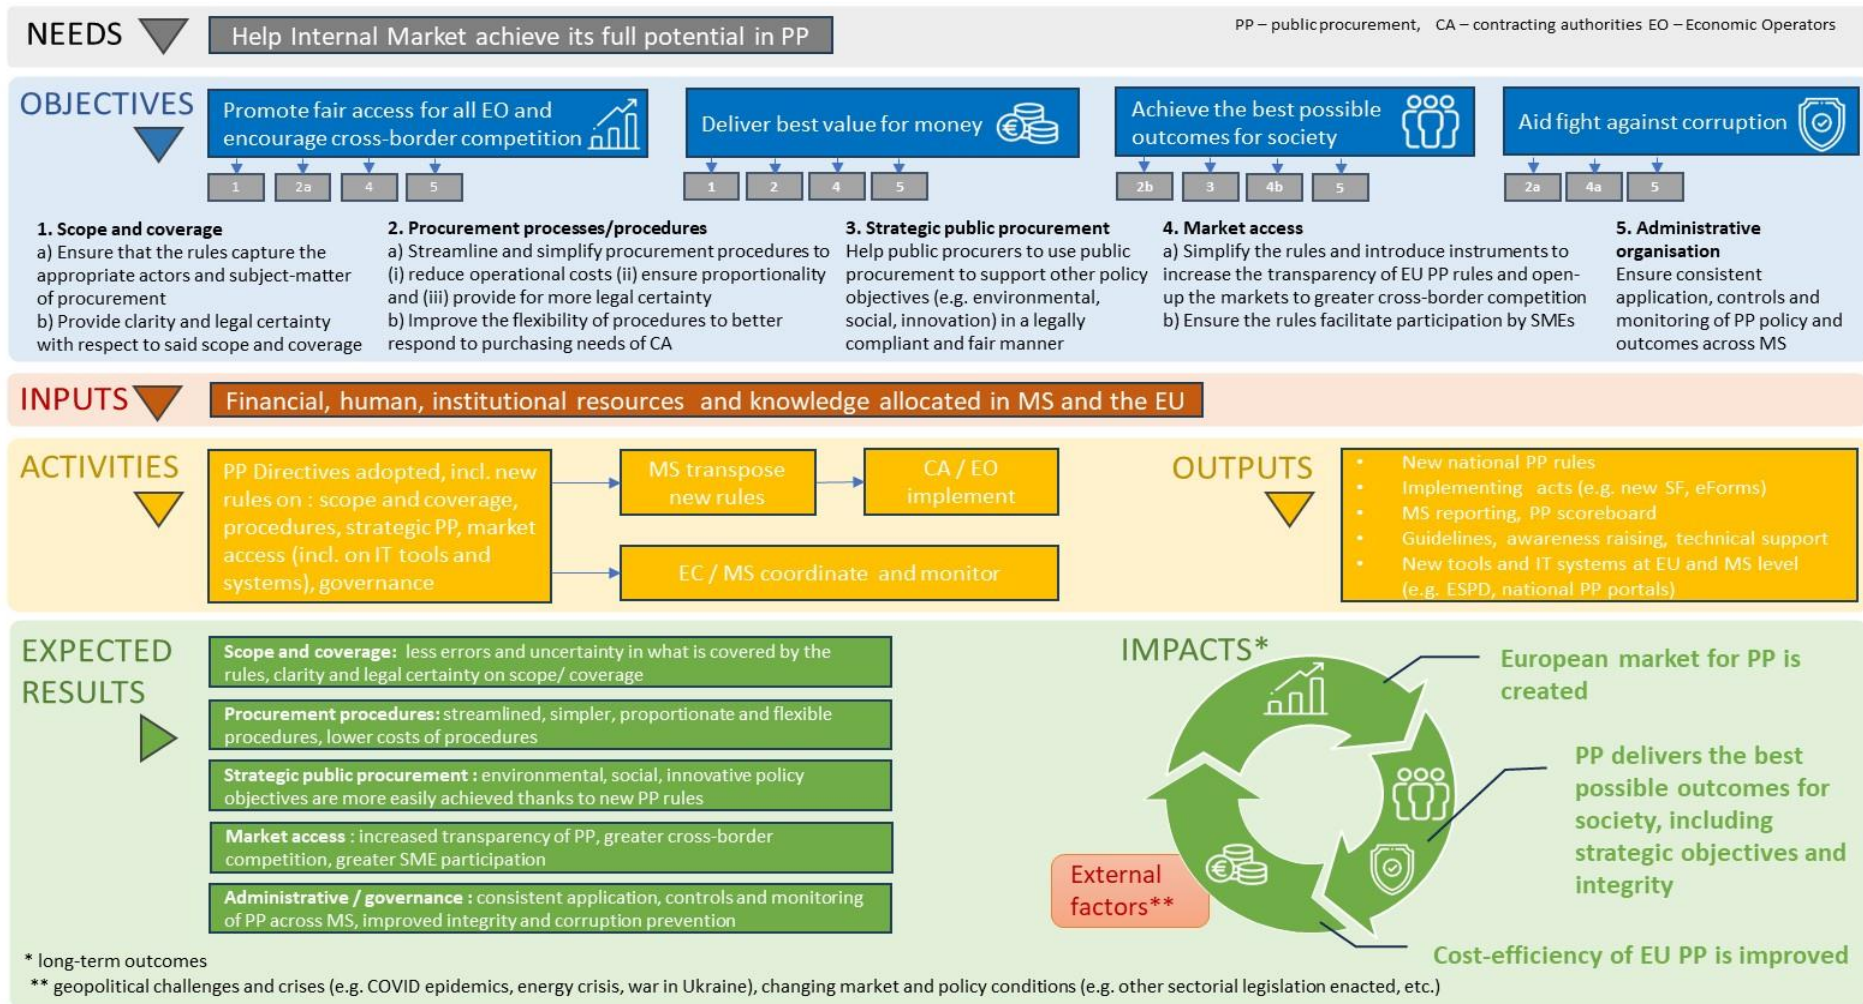 NEEDS
Help Internal Market achieve its full potential in PP
PP – public procurement, CA – contracting authorities EO – Economic Operators
OBJECTIVES
Promote fair access for all EO and
encourage cross-border competition
1
2a
4
5
Deliver best value for money
1
2
4
5
Achieve the best possible
outcomes for society
2b
3
4b
5
Aid fight against corruption
2a
4a
5
1. Scope and coverage
a) Ensure that the rules capture the
appropriate actors and subject-matter
of procurement
b) Provide clarity and legal certainty
with respect to said scope and coverage
2. Procurement processes/procedures
a) Streamline and simplify procurement procedures to
(i) reduce operational costs (ii) ensure proportionality
and (iii) provide for more legal certainty
b) Improve the flexibility of procedures to better
respond to purchasing needs of CA
3. Strategic public procurement
Help public procurers to use public
procurement to support other policy
objectives (e.g. environmental,
social, innovation) in a legally
compliant and fair manner
4. Market access
a) Simplify the rules and introduce instruments to
increase the transparency of EU PP rules and open-
up the markets to greater cross-border competition
b) Ensure the rules facilitate participation by SMEs
5. Administrative
organisation
Ensure consistent
application, controls and
monitoring of PP policy and
outcomes across MS
INPUTS
Financial, human, institutional resources and knowledge allocated in MS and the EU
ACTIVITIES
PP Directives adopted, incl. new
rules on : scope and coverage,
procedures, strategic PP, market
access (incl. on IT tools and
systems), governance
MS transpose
new rules
CA / EO
implement
EC / MS coordinate and monitor
OUTPUTS
• New national PP rules
• Implementing acts (e.g. new SF, eForms)
• MS reporting, PP scoreboard
• Guidelines, awareness raising, technical support
• New tools and IT systems at EU and MS level
(e.g. ESPD, national PP portals)
EXPECTED
RESULTS
Scope and coverage: less errors and uncertainty in what is covered by the
rules, clarity and legal certainty on scope/ coverage
Procurement procedures: streamlined, simpler, proportionate and flexible
procedures, lower costs of procedures
Strategic public procurement : environmental, social, innovative policy
objectives are more easily achieved thanks to new PP rules
Market access : increased transparency of PP, greater cross-border
competition, greater SME participation
Administrative / governance : consistent application, controls and monitoring
of PP across MS, improved integrity and corruption prevention
IMPACTS*
European market for PP is
created
PP delivers the best
possible outcomes for
society, including
strategic objectives and
integrity
Cost-efficiency of EU PP is improved
External
factors**
* long-term outcomes
** geopolitical challenges and crises (e.g. COVID epidemics, energy crisis, war in Ukraine), changing market and policy conditions (e.g. other sectorial legislation enacted, etc.)